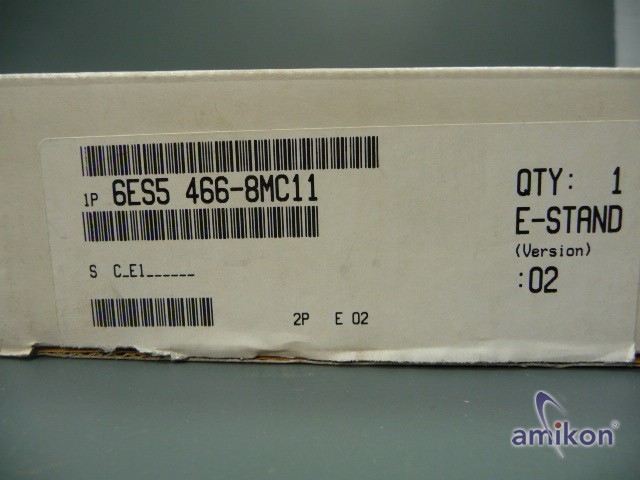 1P 6ES5 466-8MC11
S C_E1______
2P E 02
QTY: 1
E-STAND
(Version)
:02
amikon®